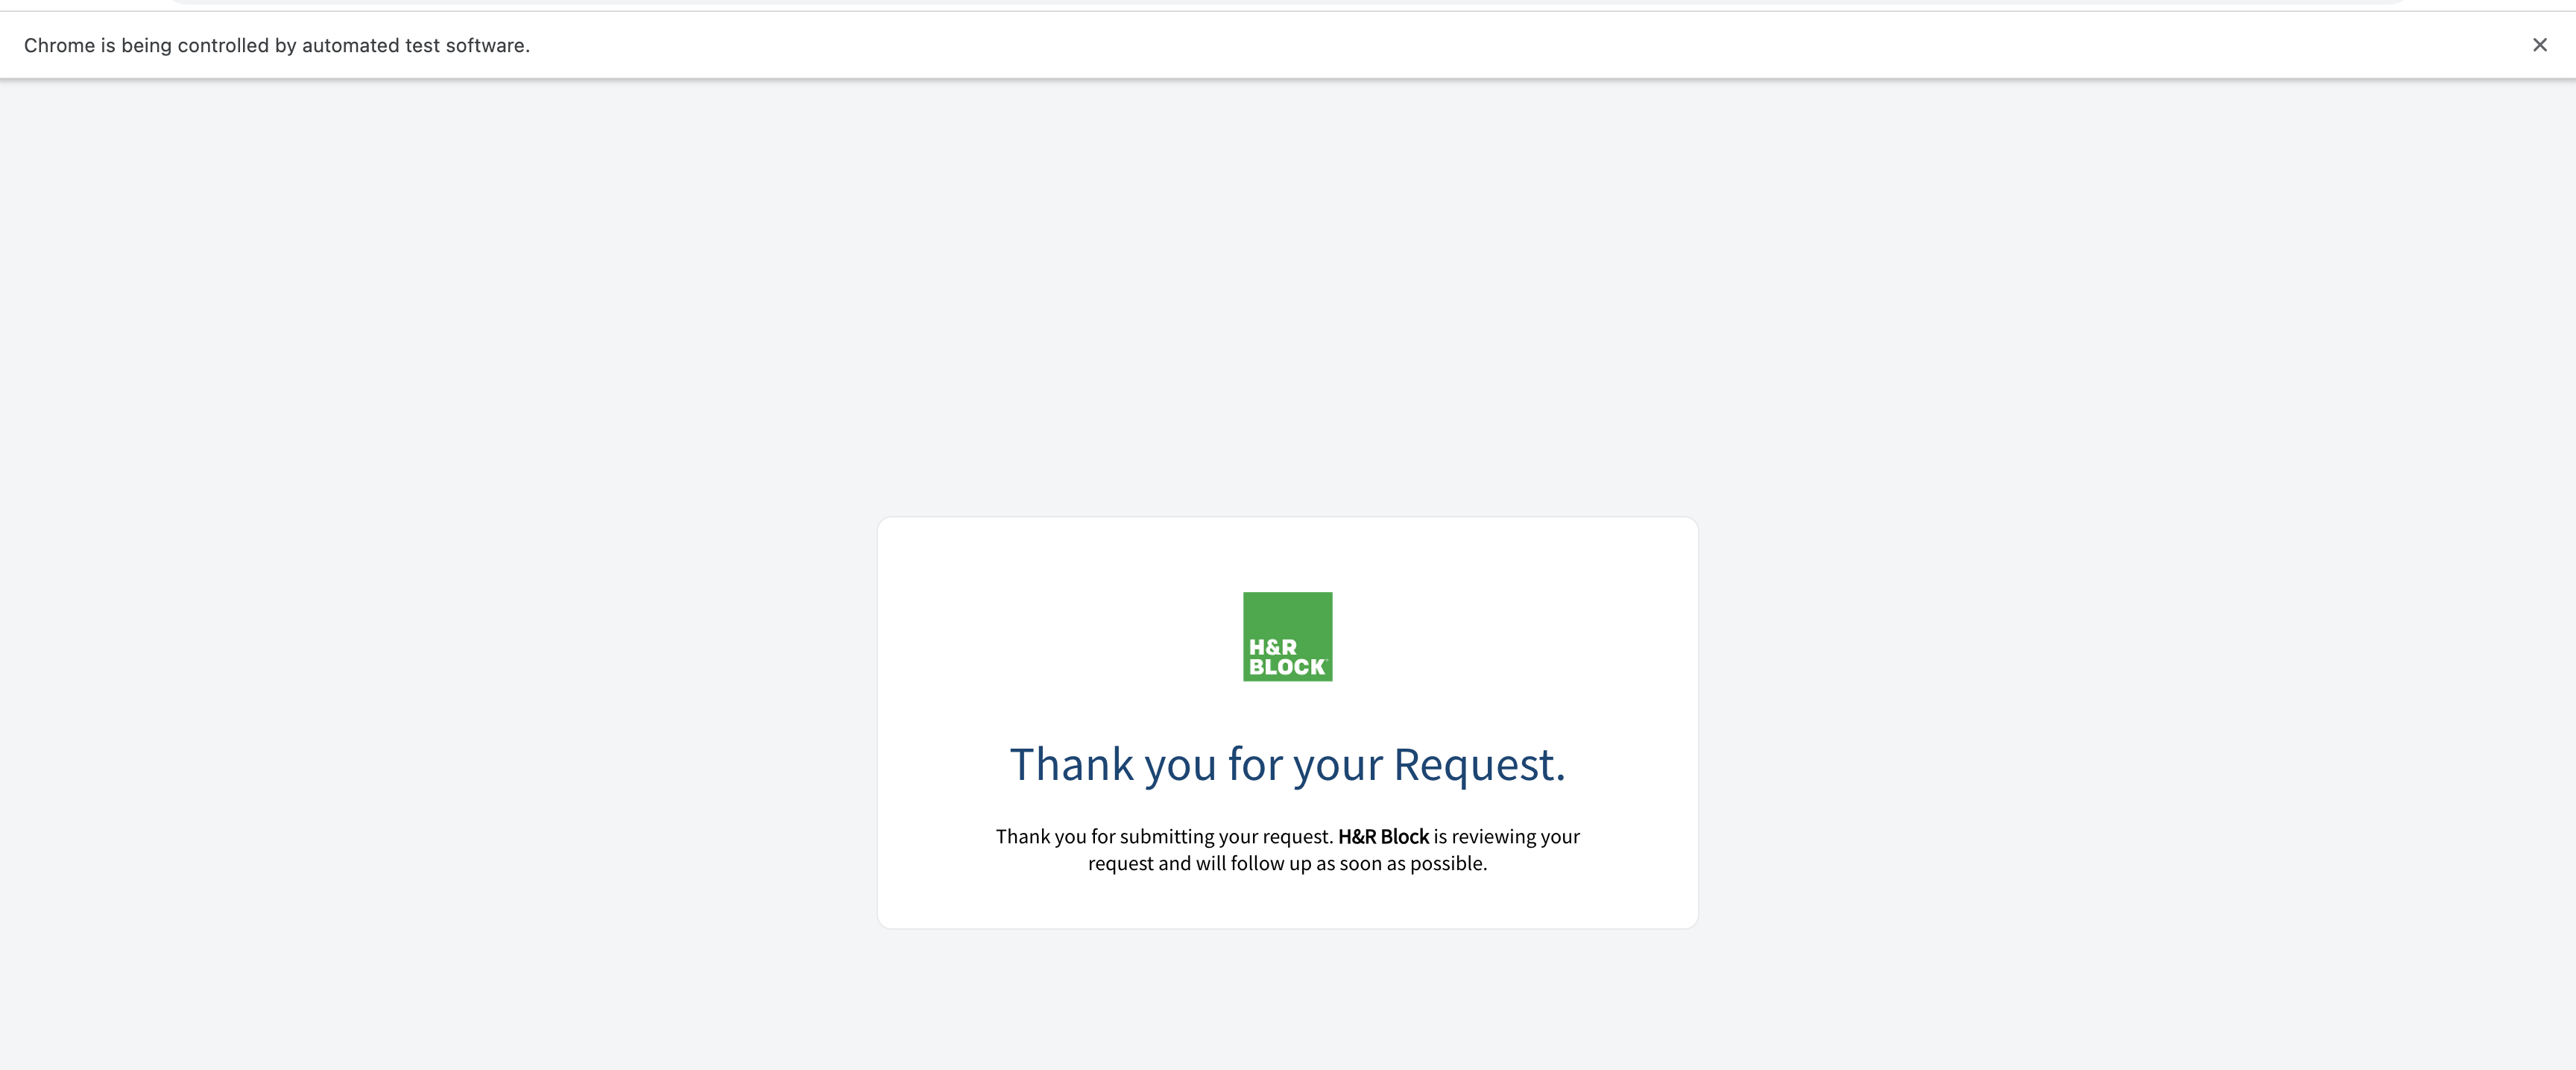 Chrome is being controlled by automated test software.
H&R
BLOCK
Thank you for your Request.
Thank you for submitting your request. H&R Block is reviewing your
request and will follow up as soon as possible.